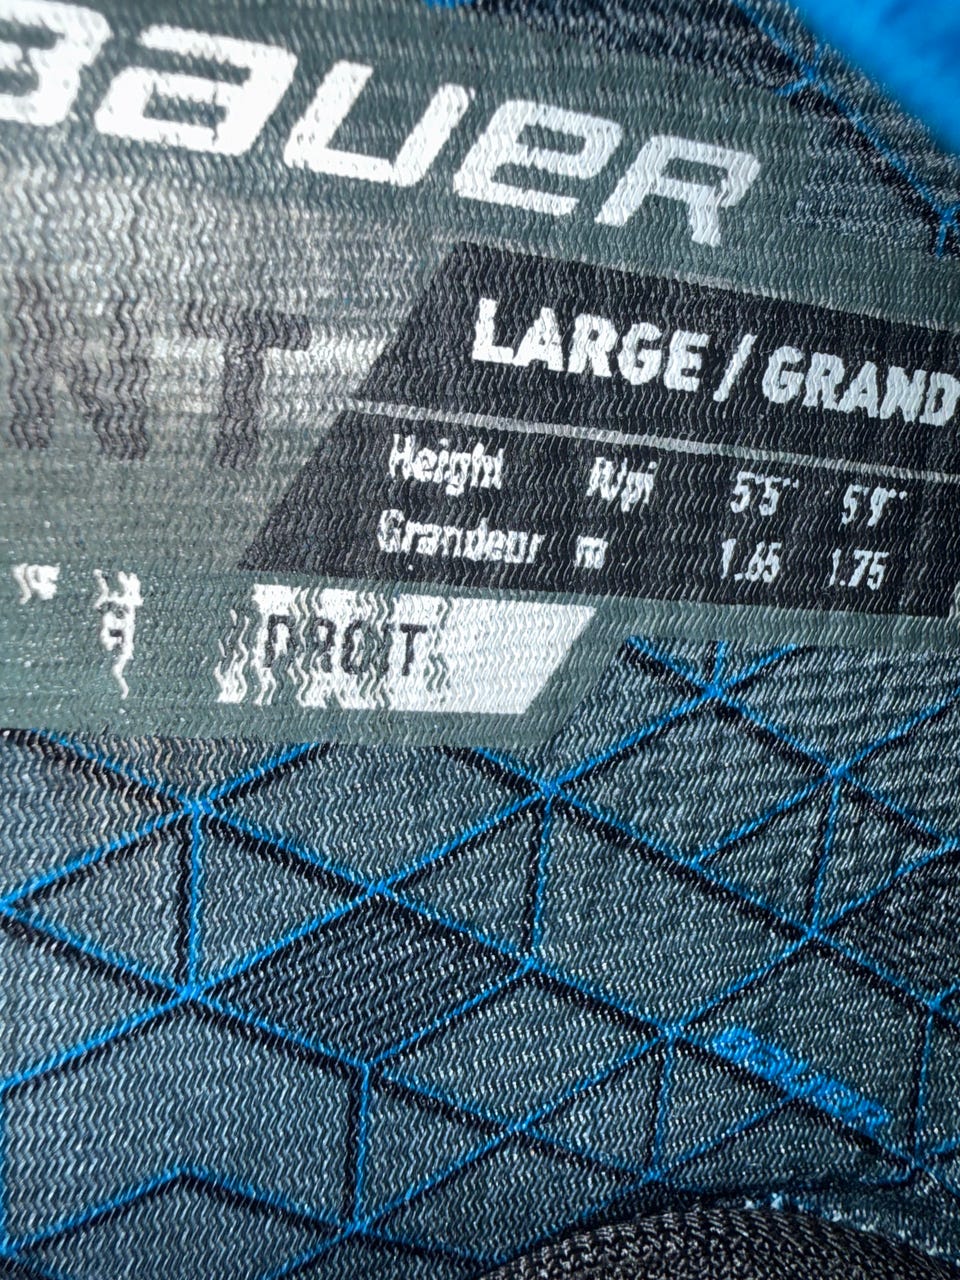 BAUER
LARGE / GRAND
Height ft/pi 5'5" 5'9"
Grandeur m 1.65 1.75
DROIT